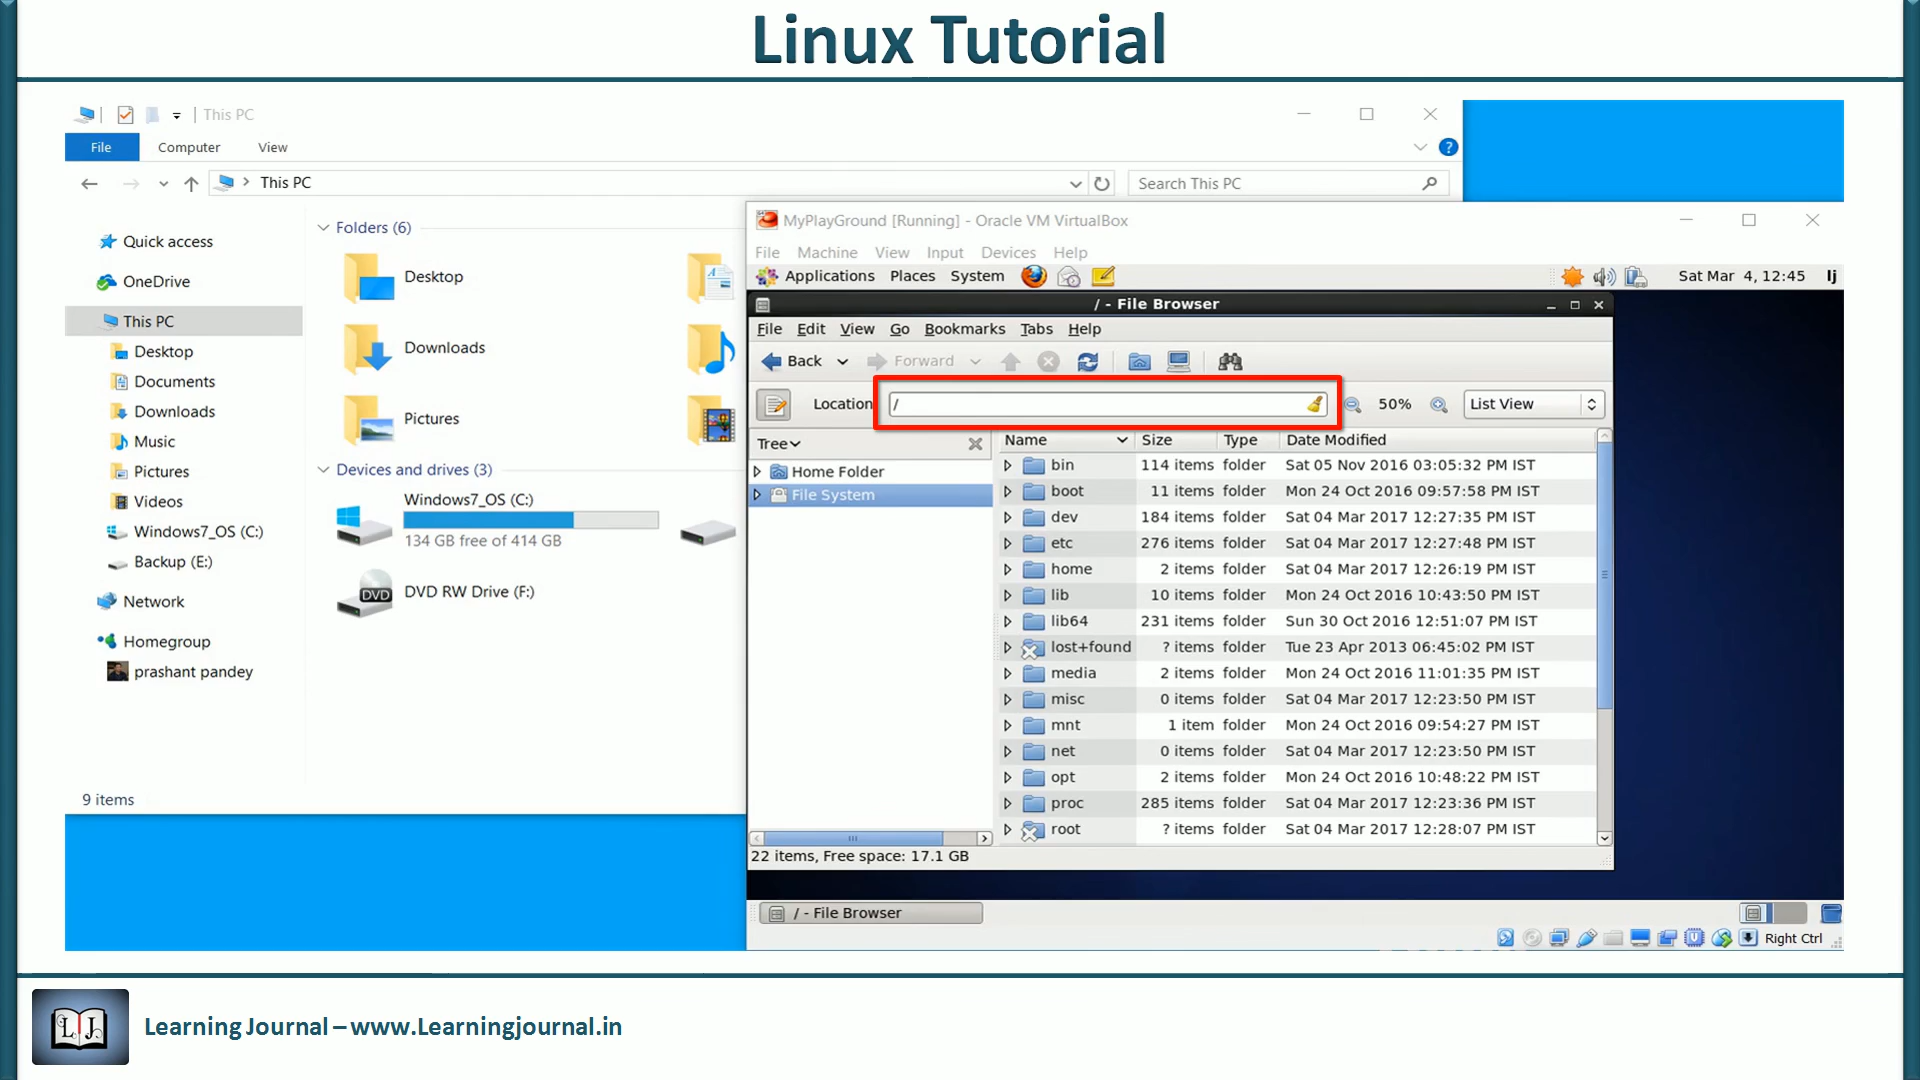 Linux Tutorial
This PC
File Computer View
This PC
Search This PC
Quick access
OneDrive
This PC
Desktop
Documents
Downloads
Music
Pictures
Videos
Windows7_OS (C:)
Backup (E:)
Network
Homegroup
prashant pandey
9 items
Folders (6)
Desktop
Downloads
Pictures
Devices and drives (3)
Windows7_OS (C:)
134 GB free of 414 GB
DVD
DVD RW Drive (F:)
MyPlayGround [Running] - Oracle VM VirtualBox
File Machine View Input Devices Help
Applications Places System
Sat Mar 4, 12:45 lj
/ - File Browser
File Edit View Go Bookmarks Tabs Help
Back Forward
Location / 50% List View
Tree
Home Folder
File System
Name Size Type Date Modified
bin 114 items folder Sat 05 Nov 2016 03:05:32 PM IST
boot 11 items folder Mon 24 Oct 2016 09:57:58 PM IST
dev 184 items folder Sat 04 Mar 2017 12:27:35 PM IST
etc 276 items folder Sat 04 Mar 2017 12:27:48 PM IST
home 2 items folder Sat 04 Mar 2017 12:26:19 PM IST
lib 10 items folder Mon 24 Oct 2016 10:43:50 PM IST
lib64 231 items folder Sun 30 Oct 2016 12:51:07 PM IST
lost+found ? items folder Tue 23 Apr 2013 06:45:02 PM IST
media 2 items folder Mon 24 Oct 2016 11:01:35 PM IST
misc 0 items folder Sat 04 Mar 2017 12:23:50 PM IST
mnt 1 item folder Mon 24 Oct 2016 09:54:27 PM IST
net 0 items folder Sat 04 Mar 2017 12:23:50 PM IST
opt 2 items folder Mon 24 Oct 2016 10:48:22 PM IST
proc 285 items folder Sat 04 Mar 2017 12:23:36 PM IST
root ? items folder Sat 04 Mar 2017 12:28:07 PM IST
22 items, Free space: 17.1 GB
/ - File Browser
Right Ctrl
LJ
Learning Journal – www.Learningjournal.in